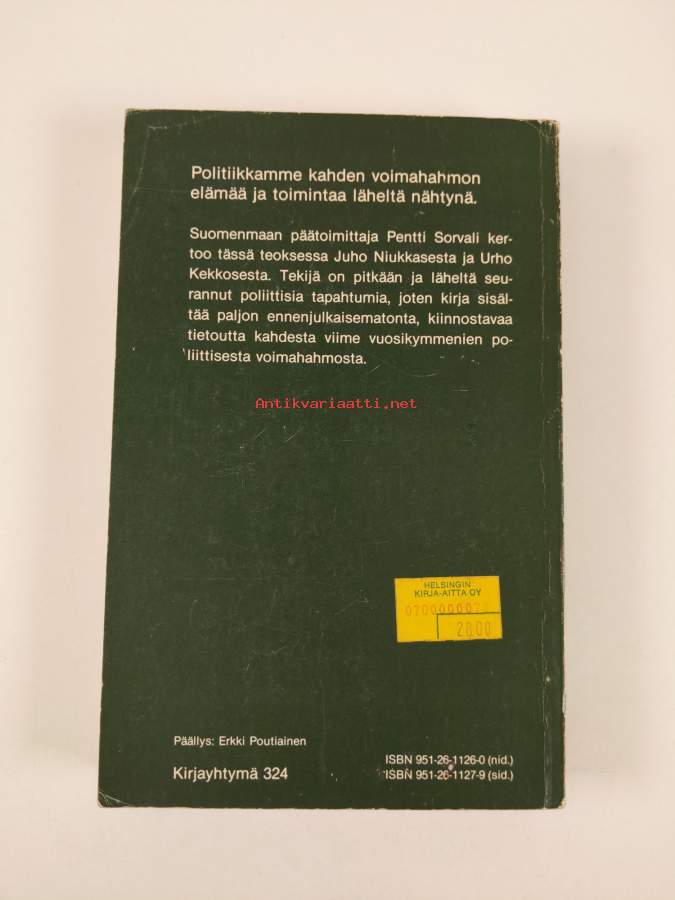 Politiikkamme kahden voimahahmon
elämää ja toimintaa läheltä nähtynä.
Suomenmaan päätoimittaja Pentti Sorvali ker-
too tässä teoksessa Juho Niukkasesta ja Urho
Kekkosesta. Tekijä on pitkään ja läheltä seu-
rannut poliittisia tapahtumia, joten kirja sisäl-
tää paljon ennenjulkaisematonta, kiinnostavaa
tietoutta kahdesta viime vuosikymmenien po-
liittisesta voimahahmosta.
Antikvariaatti.net
HELSINGIN
KIRJA-AITTA OY
28.00
Päällys: Erkki Poutiainen
Kirjayhtymä 324
ISBN 951-26-1126-0 (nid.)
ISBN 951-26-1127-9 (sid.)